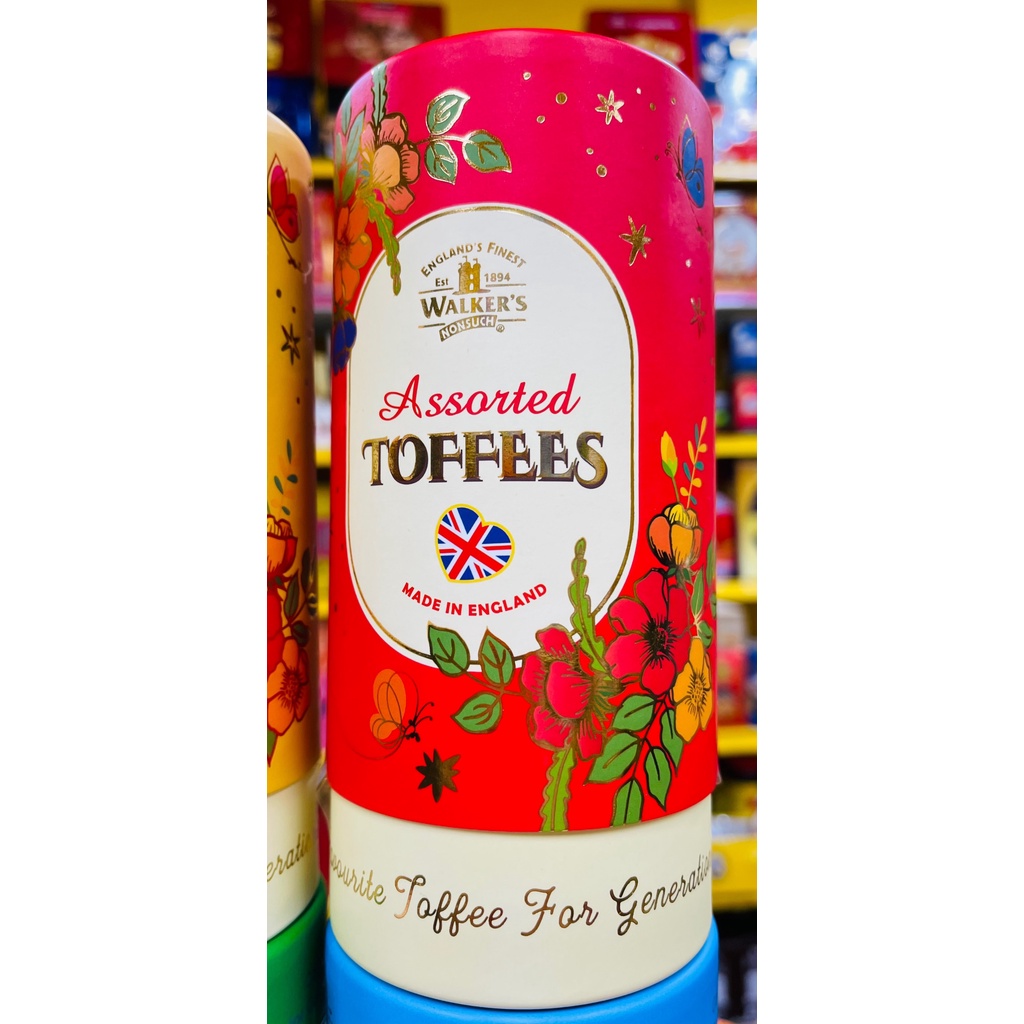 ENGLAND'S FINEST
Est 1894
WALKER'S
NONSUCH®
Assorted
TOFFEES
MADE IN ENGLAND
Toffee For